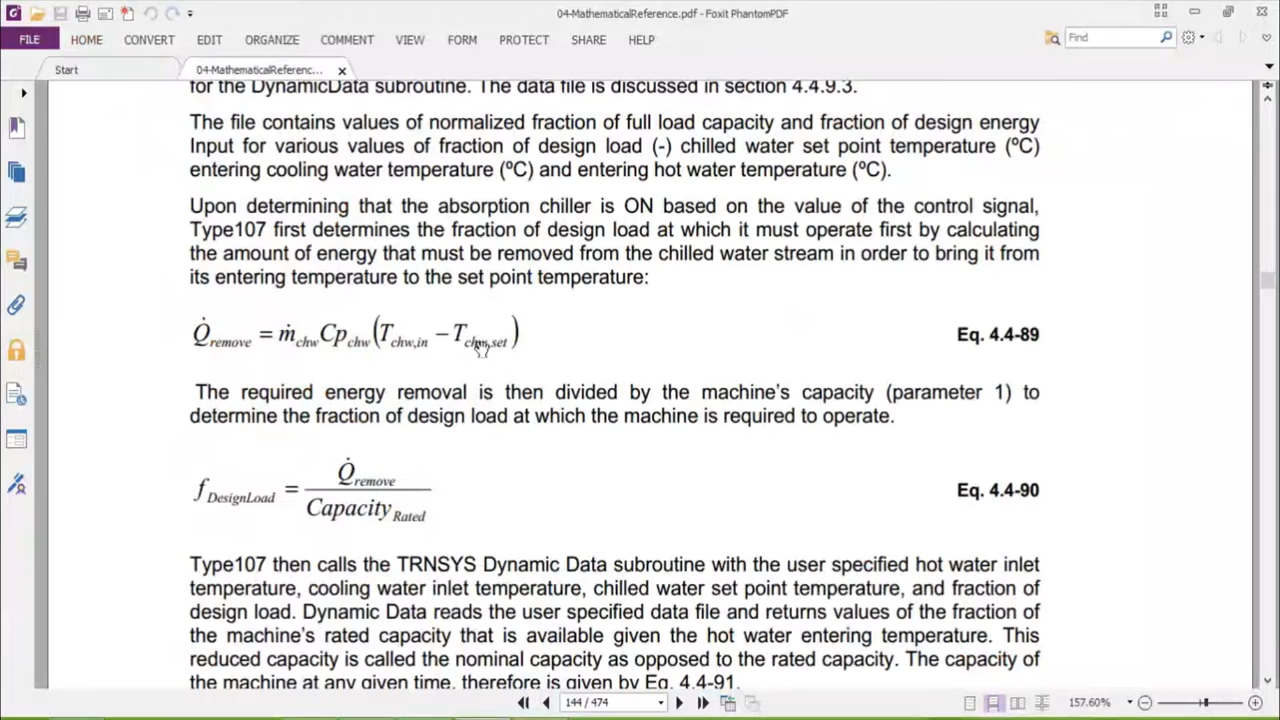 04-MathematicalReference.pdf - Foxit PhantomPDF
FILE HOME CONVERT EDIT ORGANIZE COMMENT VIEW FORM PROTECT SHARE HELP
Find
Start
04-MathematicalReferenc...
for the DynamicData subroutine. The data file is discussed in section 4.4.9.3.
The file contains values of normalized fraction of full load capacity and fraction of design energy
Input for various values of fraction of design load (-) chilled water set point temperature (ºC)
entering cooling water temperature (ºC) and entering hot water temperature (ºC).
Upon determining that the absorption chiller is ON based on the value of the control signal,
Type107 first determines the fraction of design load at which it must operate first by calculating
the amount of energy that must be removed from the chilled water stream in order to bring it from
its entering temperature to the set point temperature:
Q̇remove = ṁchwCpchw(Tchw,in − Tchw,set) Eq. 4.4-89
The required energy removal is then divided by the machine's capacity (parameter 1) to
determine the fraction of design load at which the machine is required to operate.
fDesignLoad = Q̇remove / CapacityRated Eq. 4.4-90
Type107 then calls the TRNSYS Dynamic Data subroutine with the user specified hot water inlet
temperature, cooling water inlet temperature, chilled water set point temperature, and fraction of
design load. Dynamic Data reads the user specified data file and returns values of the fraction of
the machine's rated capacity that is available given the hot water entering temperature. This
reduced capacity is called the nominal capacity as opposed to the rated capacity. The capacity of
the machine at any given time, therefore is given by Eq. 4.4-91.
144 / 474
157.60%